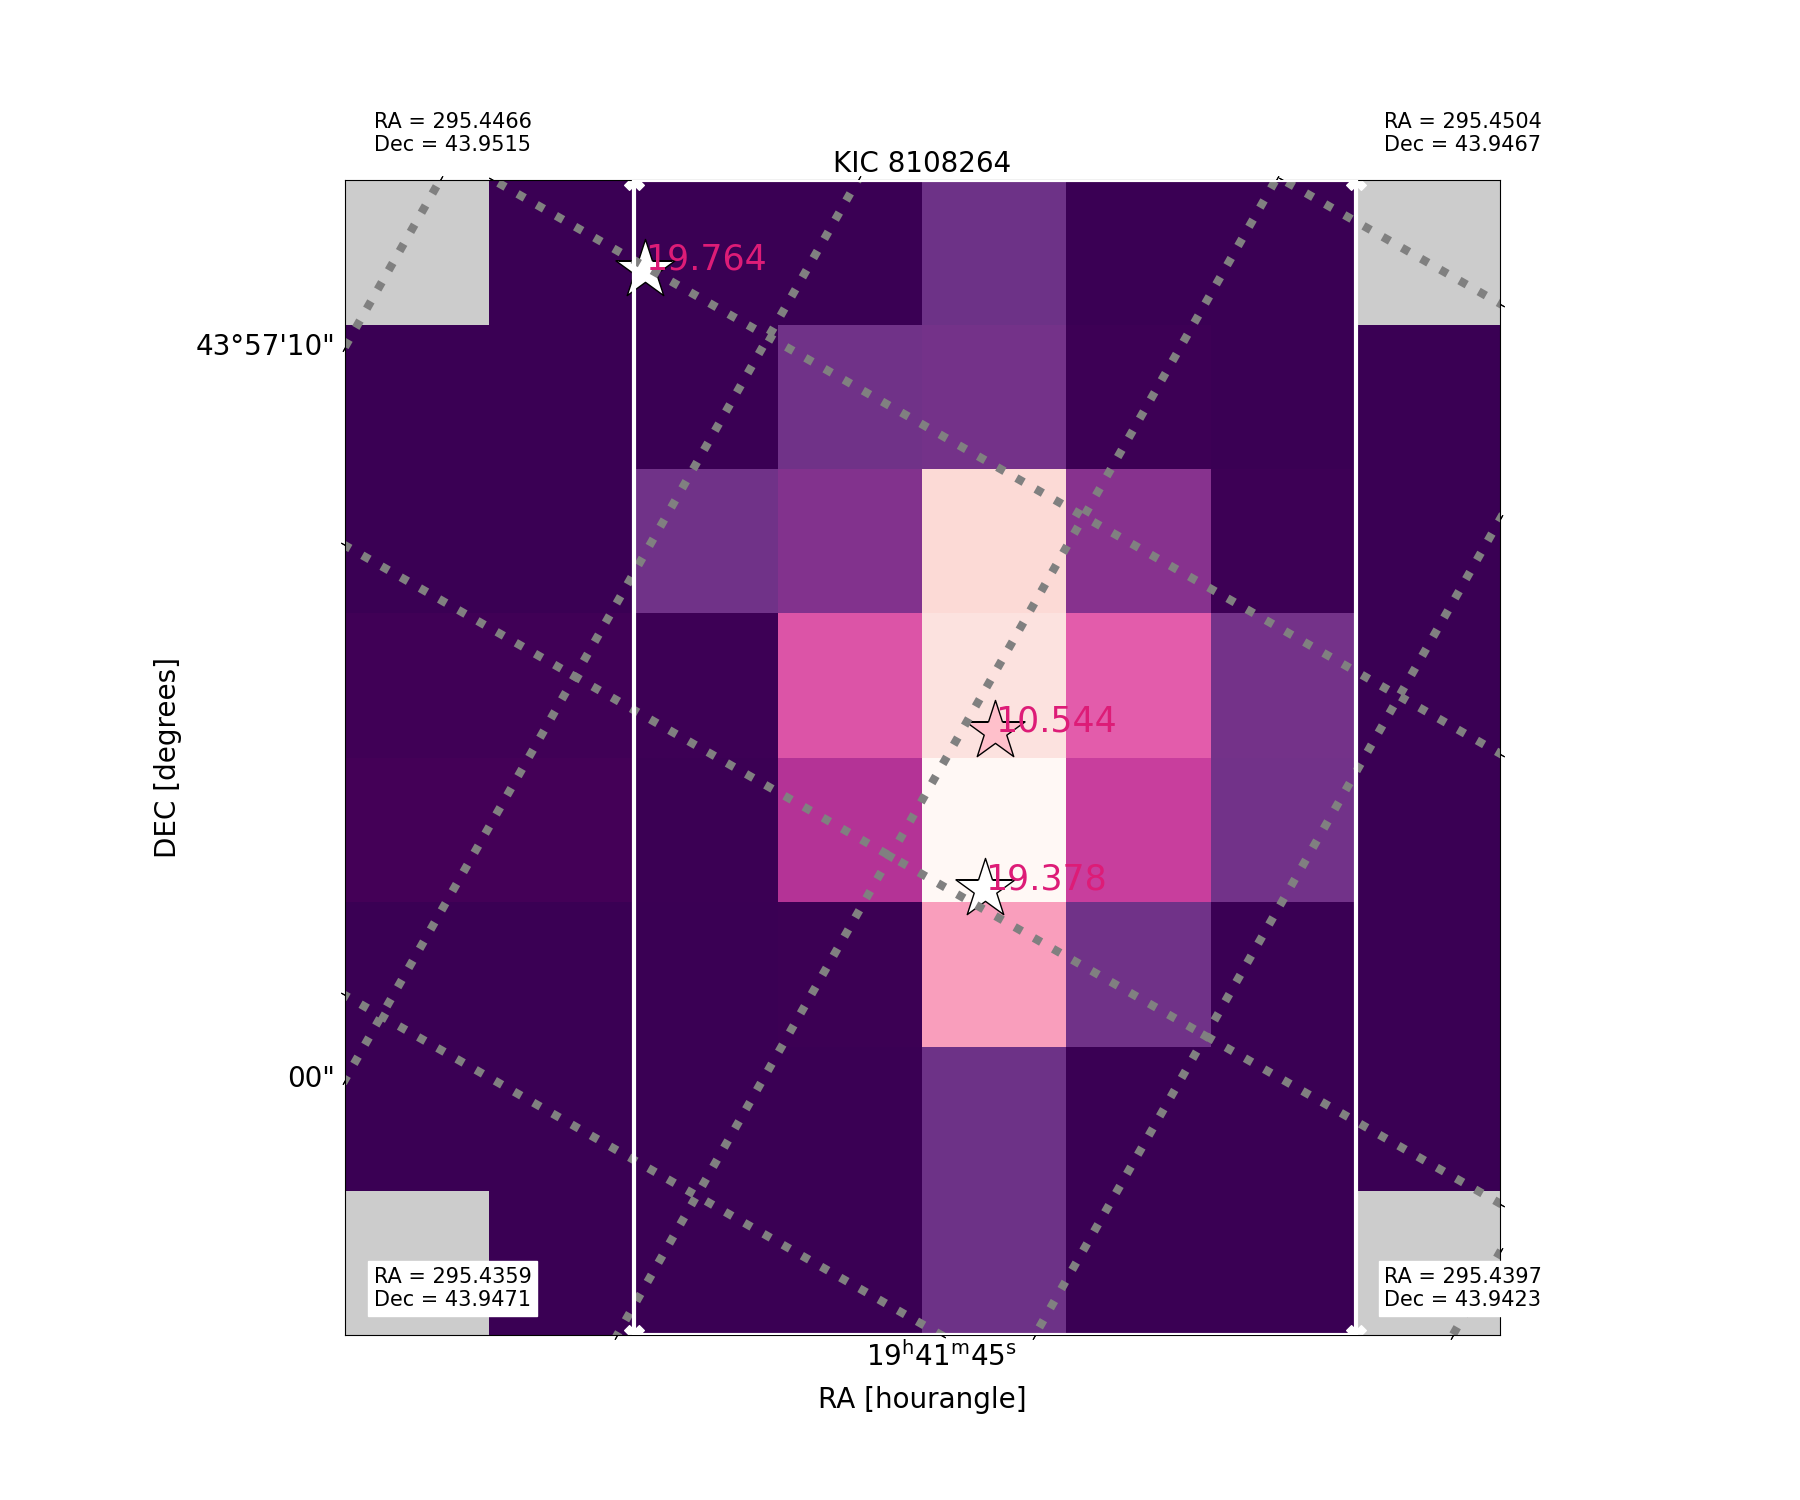 RA = 295.4466
Dec = 43.9515
RA = 295.4504
Dec = 43.9467
KIC 8108264
19.764
43°57'10"
10.544
DEC [degrees]
19.378
00"
RA = 295.4359
Dec = 43.9471
RA = 295.4397
Dec = 43.9423
19h41m45s
RA [hourangle]